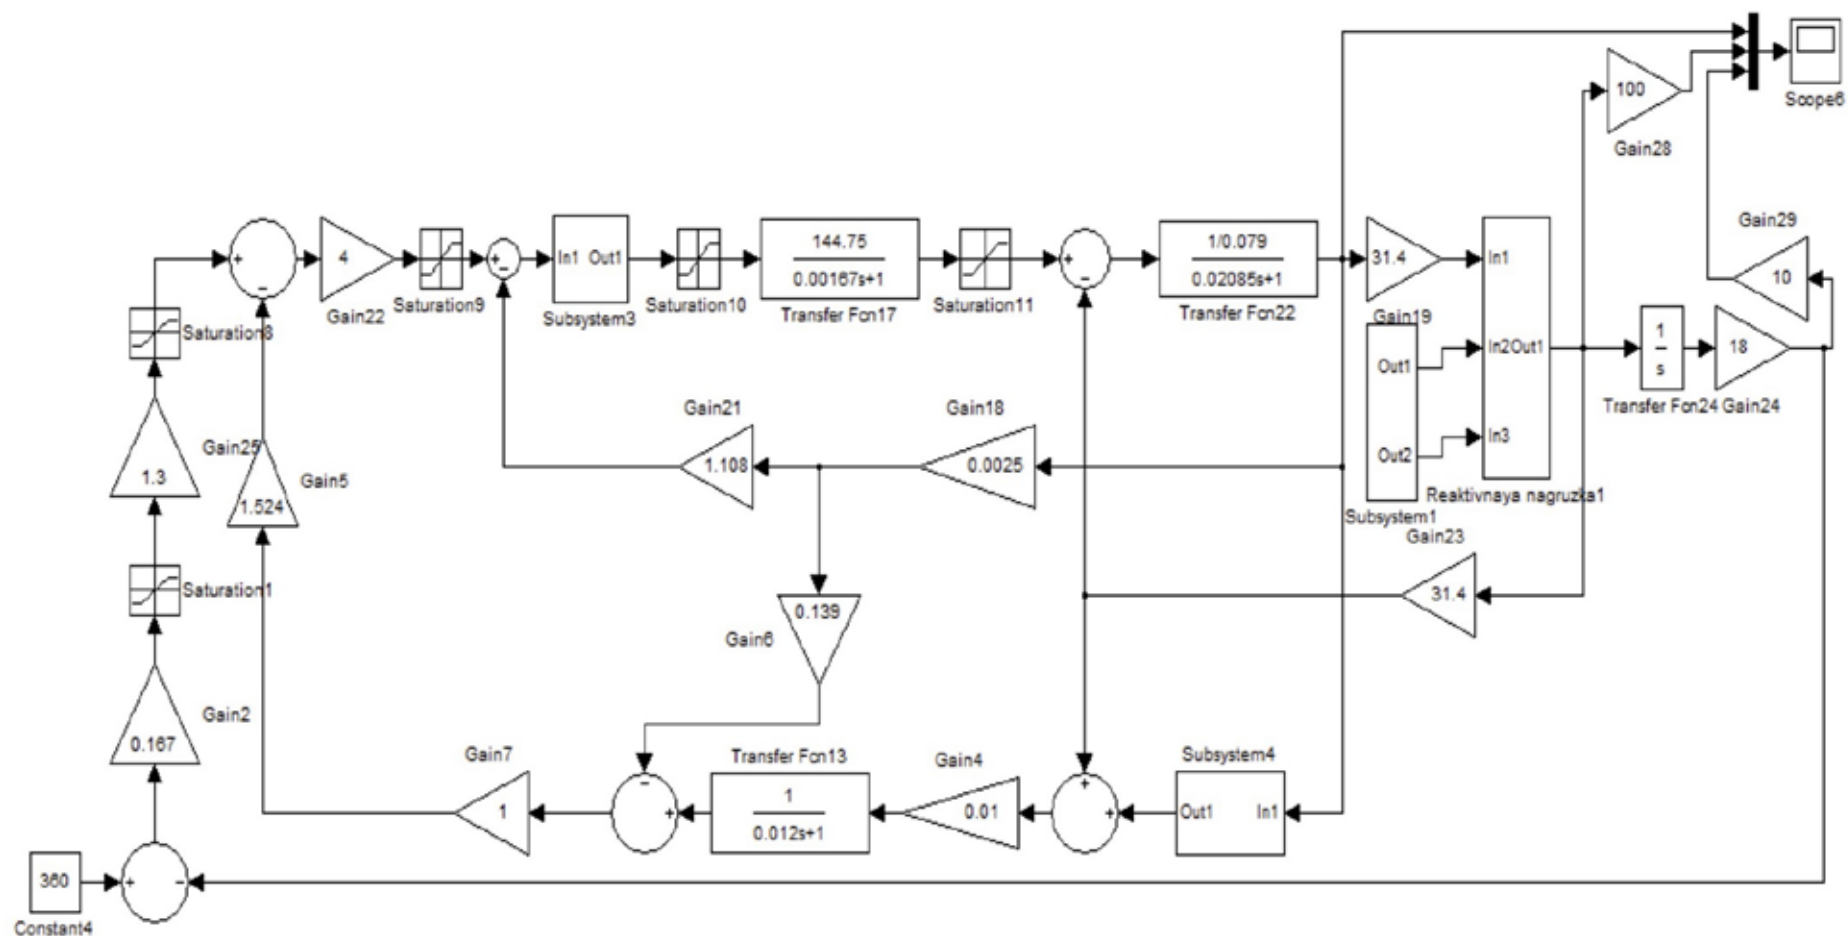 100
Scope6
Gain28
Gain29
10
4
Gain22
Saturation9
In1 Out1
Subsystem3
Saturation10
144.75
0.00167s+1
Transfer Fcn17
Saturation11
1/0.079
0.02085s+1
Transfer Fcn22
31.4
Gain19
In1
In2Out1
In3
Reaktivnaya nagruzka1
Out1
Out2
Subsystem1
1
s
Transfer Fcn24
18
Gain24
Saturation8
Gain21
1.108
Gain18
0.0025
1.3
Gain25
1.524
Gain5
Gain23
31.4
Saturation1
0.139
Gain6
Gain2
0.167
Gain7
1
Transfer Fcn13
1
0.012s+1
Gain4
0.01
Subsystem4
Out1 In1
360
Constant4